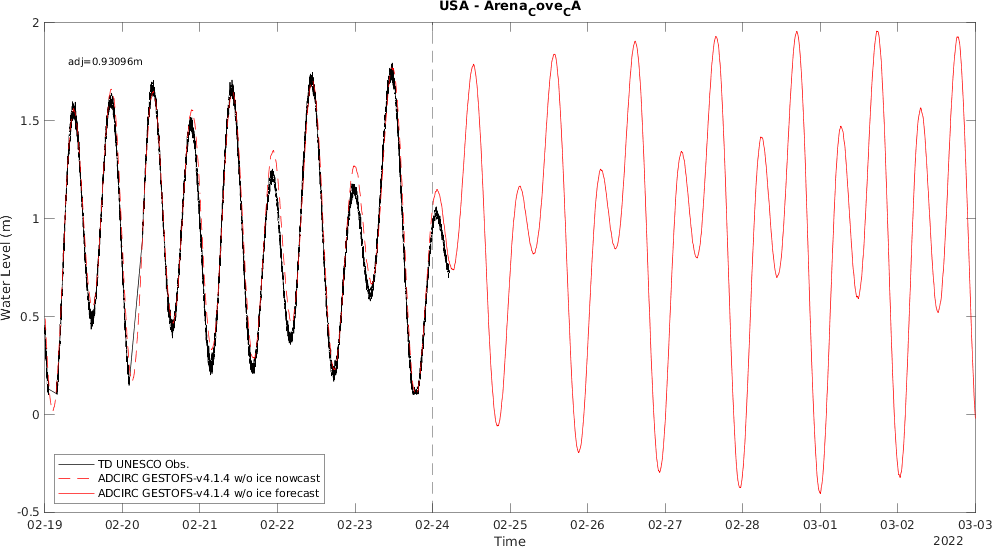 USA - ArenaCoveCA
adj=0.93096m
Water Level (m)
2
1.5
1
0.5
0
-0.5
TD UNESCO Obs.
ADCIRC GESTOFS-v4.1.4 w/o ice nowcast
ADCIRC GESTOFS-v4.1.4 w/o ice forecast
02-19 02-20 02-21 02-22 02-23 02-24 02-25 02-26 02-27 02-28 03-01 03-02 03-03
Time
2022